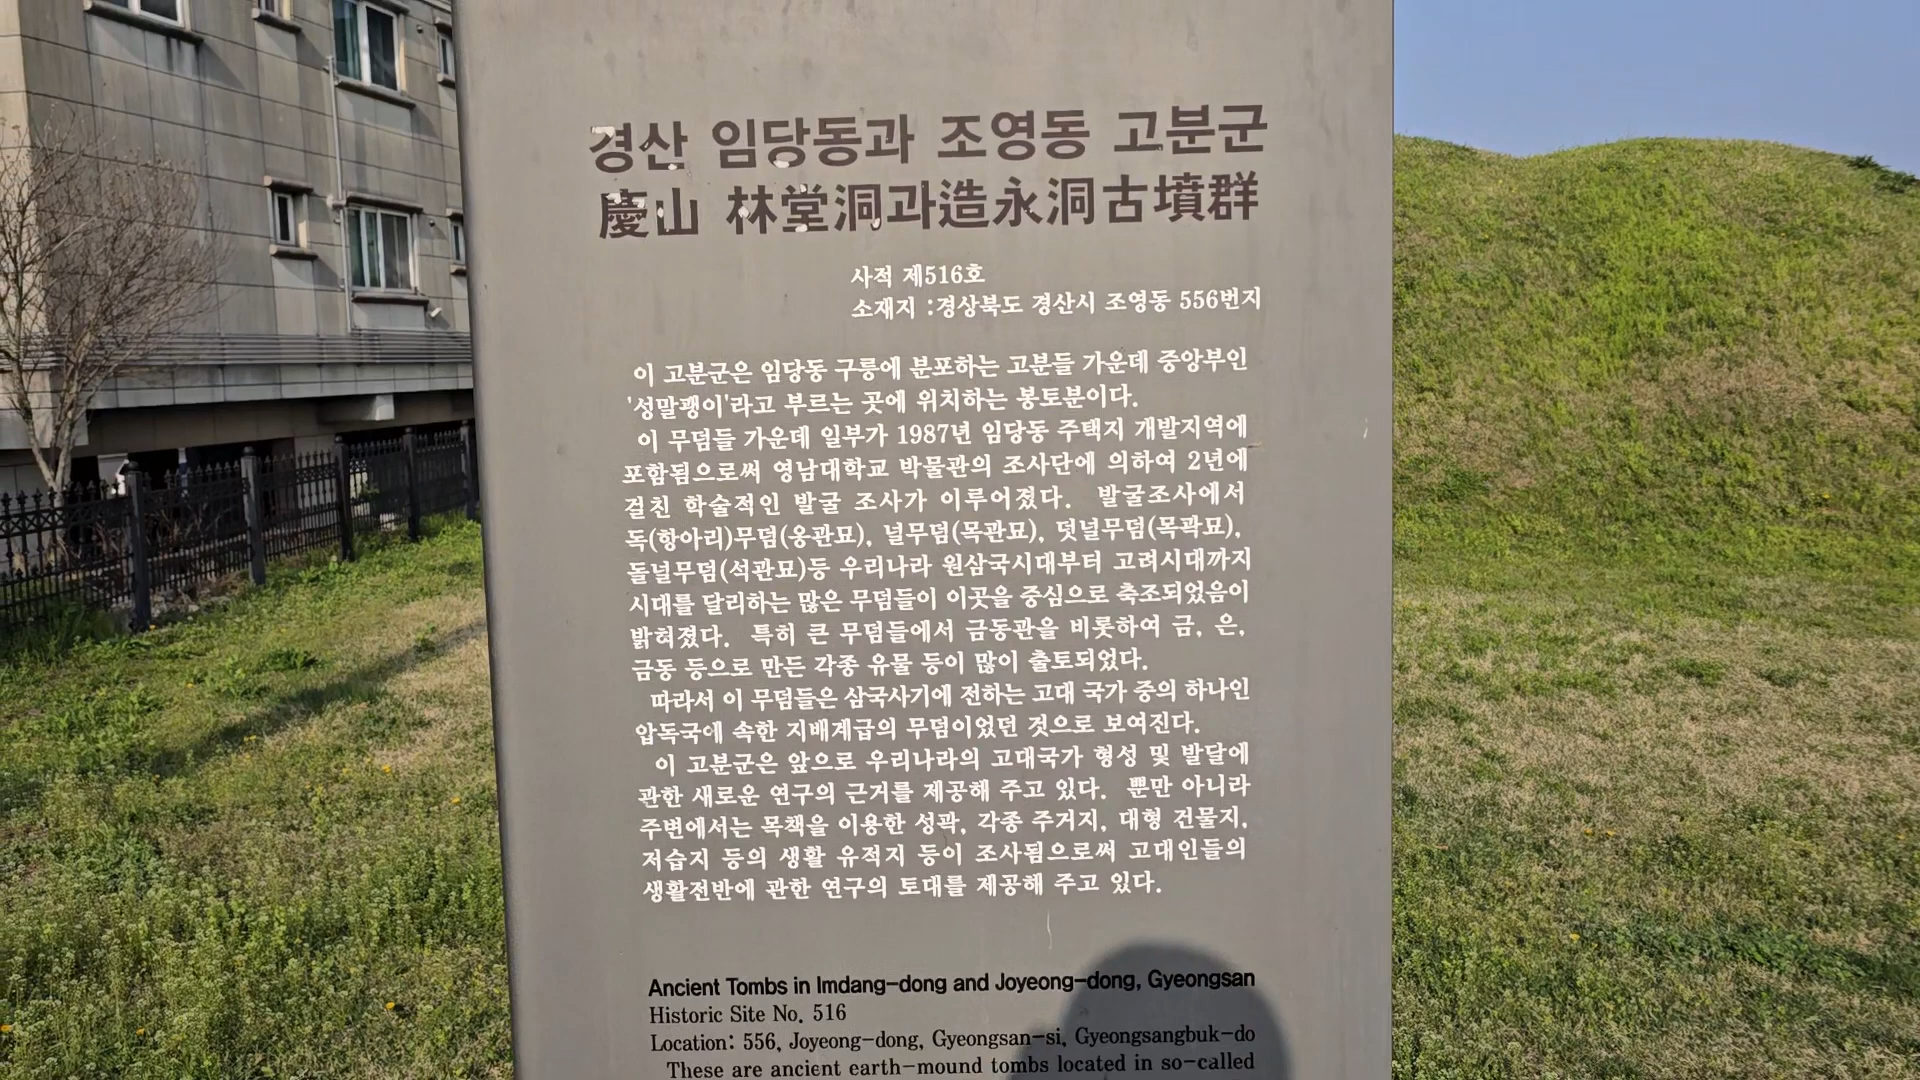 경산 임당동과 조영동 고분군
慶山 林堂洞과造永洞古墳群
사적 제516호
소재지 :경상북도 경산시 조영동 556번지
이 고분군은 임당동 구릉에 분포하는 고분들 가운데 중앙부인
'성말팽이'라고 부르는 곳에 위치하는 봉토분이다.
이 무덤들 가운데 일부가 1987년 임당동 주택지 개발지역에
포함됨으로써 영남대학교 박물관의 조사단에 의하여 2년에
걸친 학술적인 발굴 조사가 이루어졌다. 발굴조사에서
독(항아리)무덤(옹관묘), 널무덤(목관묘), 덧널무덤(목곽묘),
돌널무덤(석관묘)등 우리나라 원삼국시대부터 고려시대까지
시대를 달리하는 많은 무덤들이 이곳을 중심으로 축조되었음이
밝혀졌다. 특히 큰 무덤들에서 금동관을 비롯하여 금, 은,
금동 등으로 만든 각종 유물 등이 많이 출토되었다.
따라서 이 무덤들은 삼국사기에 전하는 고대 국가 중의 하나인
압독국에 속한 지배계급의 무덤이었던 것으로 보여진다.
이 고분군은 앞으로 우리나라의 고대국가 형성 및 발달에
관한 새로운 연구의 근거를 제공해 주고 있다. 뿐만 아니라
주변에서는 목책을 이용한 성곽, 각종 주거지, 대형 건물지,
저습지 등의 생활 유적지 등이 조사됨으로써 고대인들의
생활전반에 관한 연구의 토대를 제공해 주고 있다.
Ancient Tombs in Imdang-dong and Joyeong-dong, Gyeongsan
Historic Site No. 516
Location: 556, Joyeong-dong, Gyeongsan-si, Gyeongsangbuk-do
These are ancient earth-mound tombs located in so-called